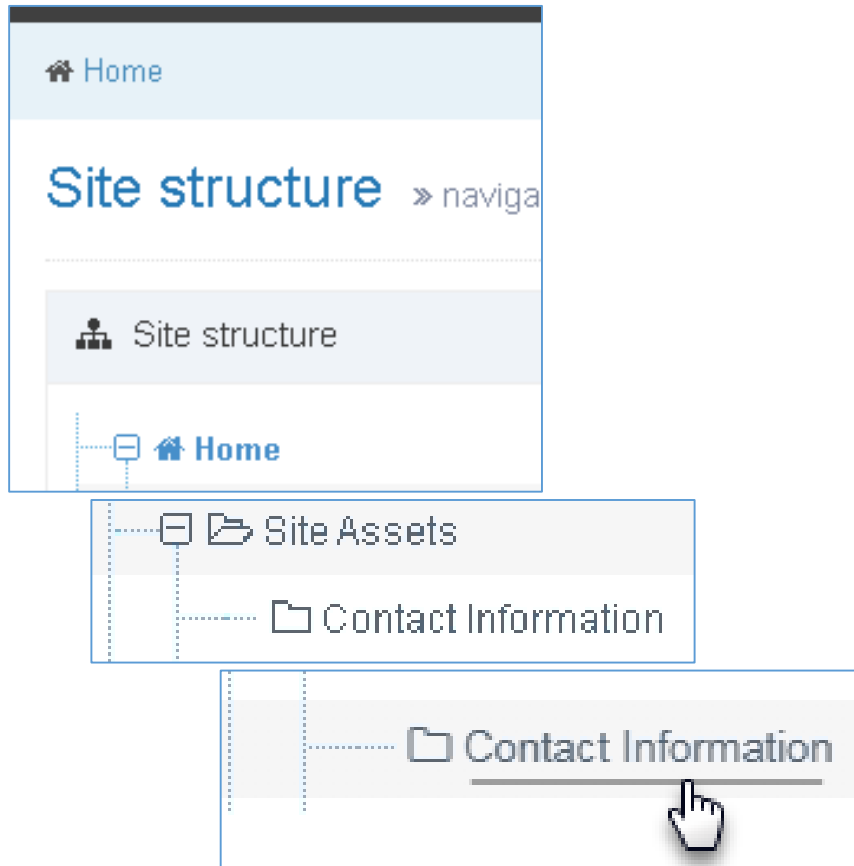 Home
Site structure » naviga
Site structure
Home
Site Assets
Contact Information
Contact Information